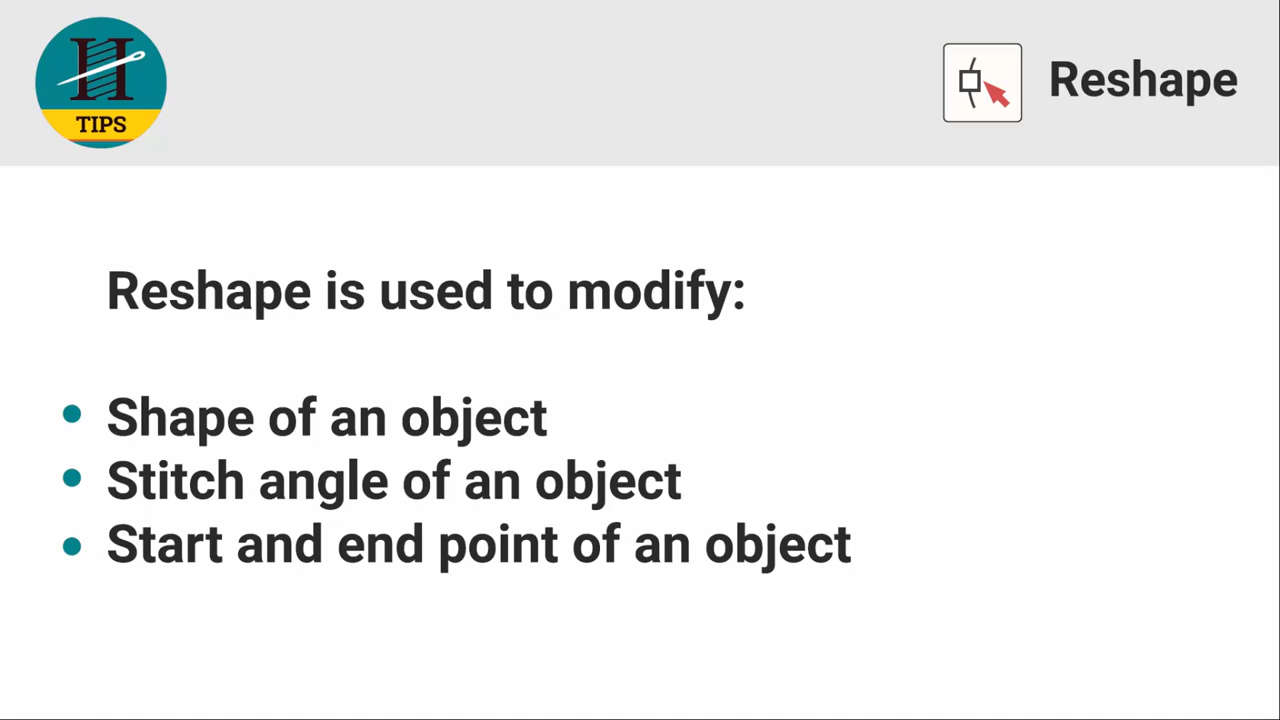 H
TIPS
Reshape
Reshape is used to modify:
• Shape of an object
• Stitch angle of an object
• Start and end point of an object